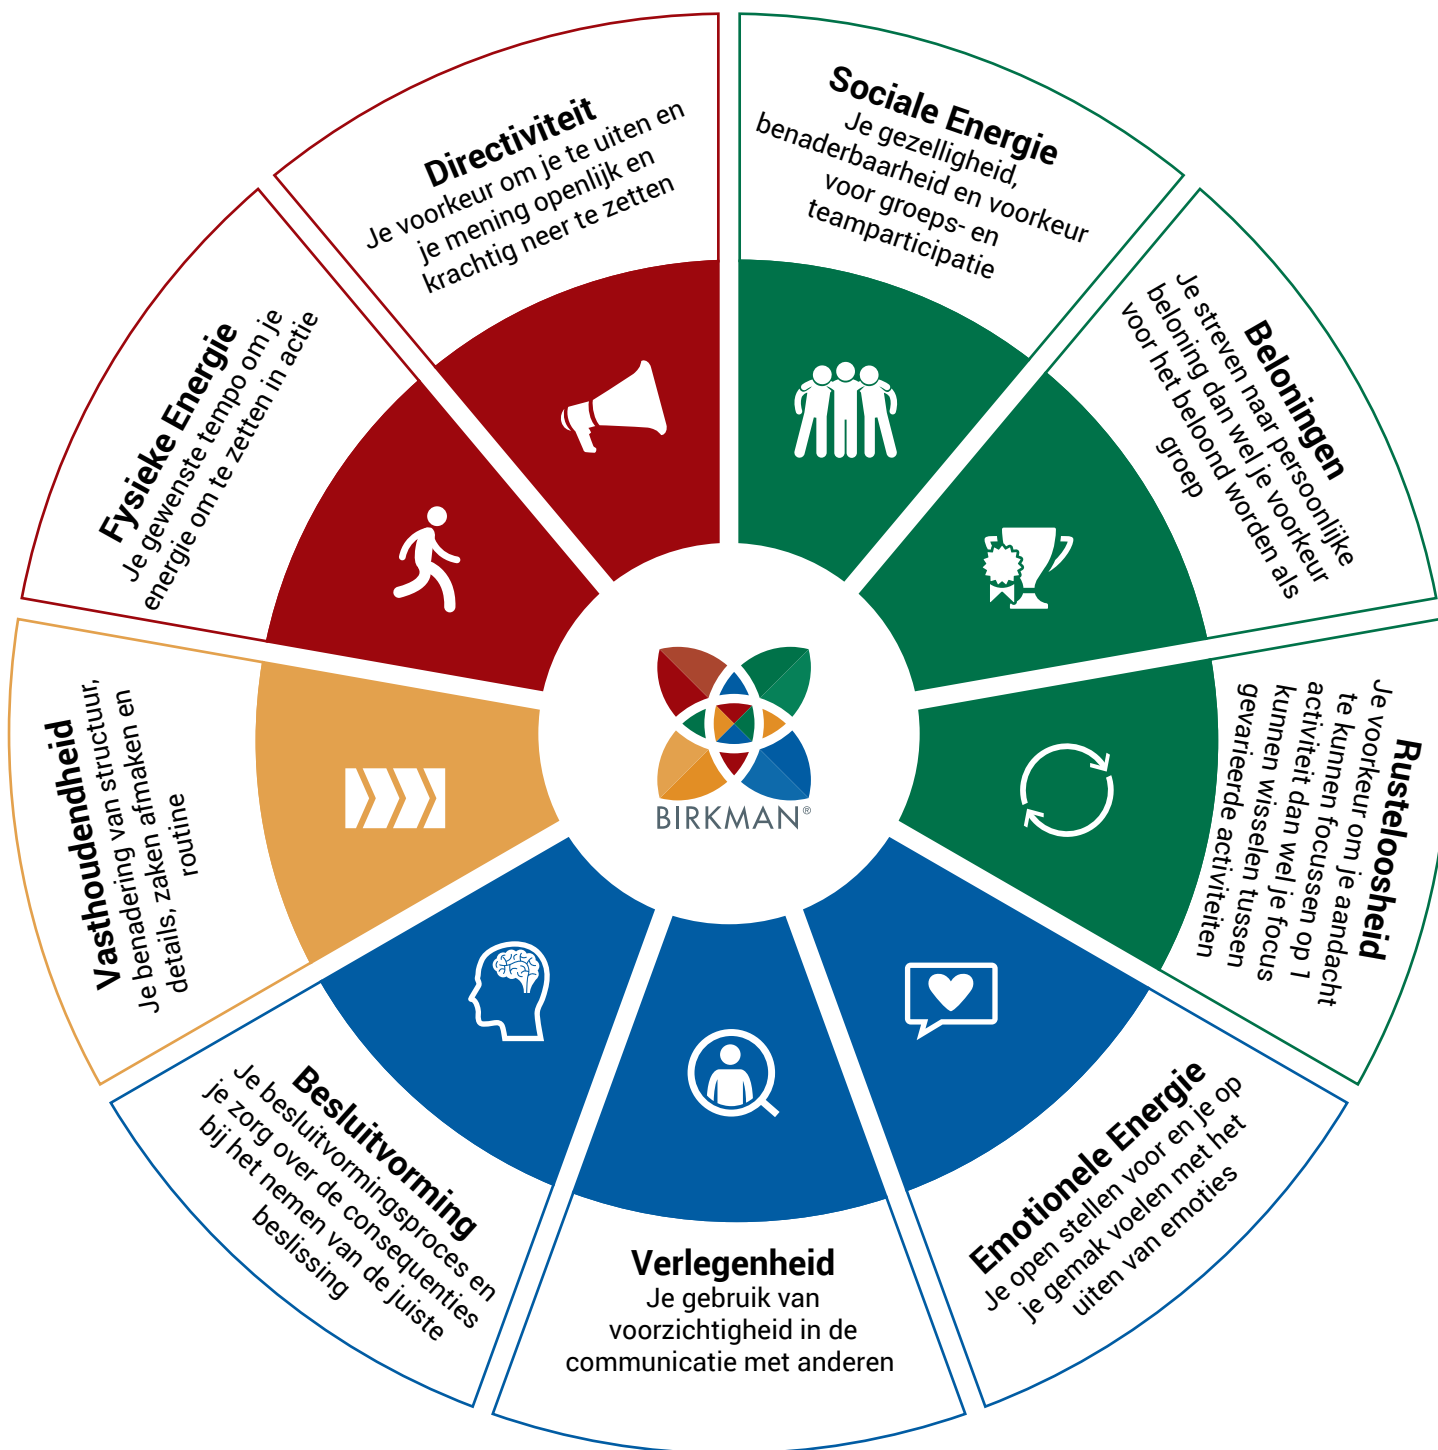 Directiviteit
Je voorkeur om je te uiten en
je mening openlijk en
krachtig neer te zetten
Sociale Energie
Je gezelligheid,
benaderbaarheid en voorkeur
voor groeps- en
teamparticipatie
Beloningen
Je streven naar persoonlijke
beloning dan wel je voorkeur
voor het beloond worden als
groep
Rusteloosheid
Je voorkeur om je aandacht
te kunnen focussen op 1
activiteit dan wel je focus
kunnen wisselen tussen
gevarieerde activiteiten
Emotionele Energie
Je open stellen voor en je op
je gemak voelen met het
uiten van emoties
Verlegenheid
Je gebruik van
voorzichtigheid in de
communicatie met anderen
Besluitvorming
Je besluitvormingsproces en
je zorg over de consequenties
bij het nemen van de juiste
beslissing
Vasthoudendheid
Je benadering van structuur,
details, zaken afmaken en
routine
Fysieke Energie
Je gewenste tempo om je
energie om te zetten in actie
BIRKMAN®